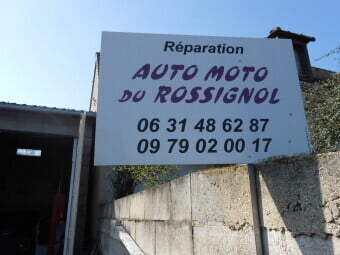 Réparation
AUTO MOTO
DU ROSSIGNOL
06 31 48 62 87
09 79 02 00 17